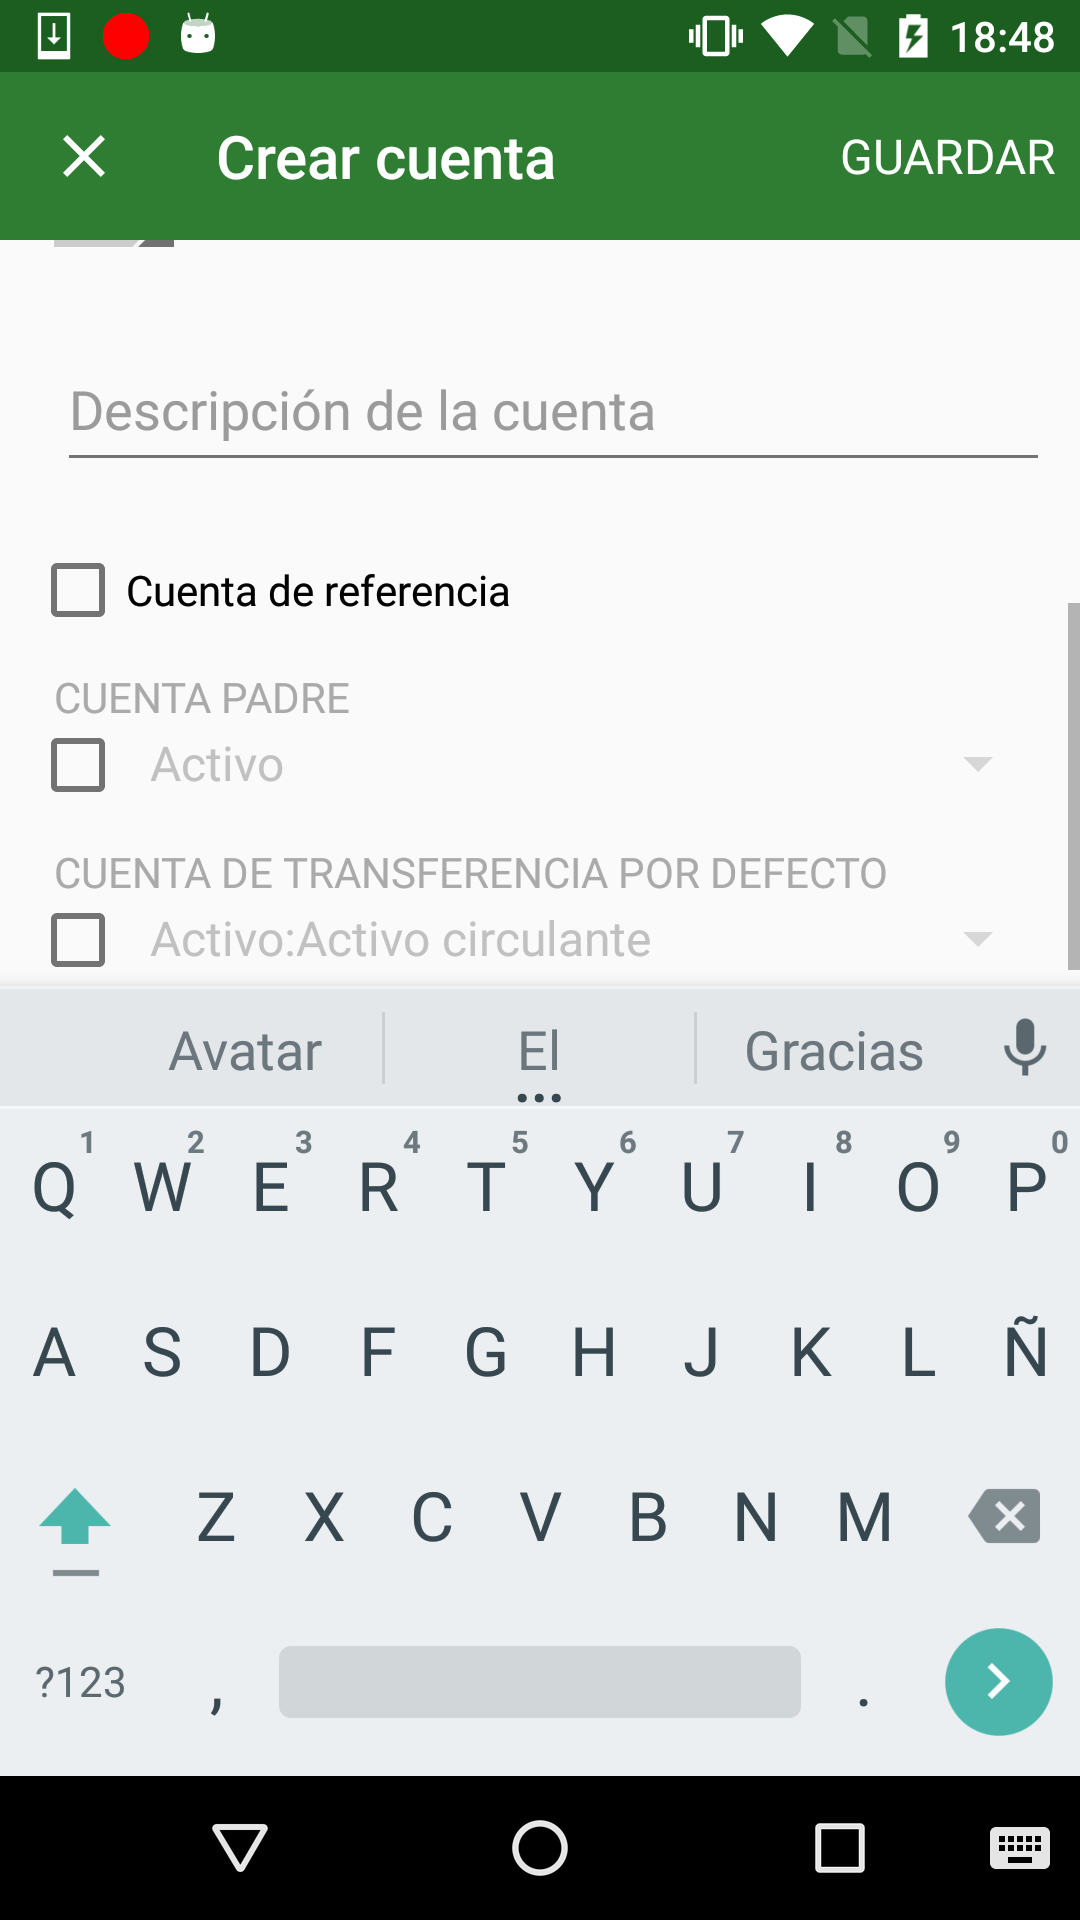 18:48
Crear cuenta
GUARDAR
Descripción de la cuenta
Cuenta de referencia
CUENTA PADRE
Activo
CUENTA DE TRANSFERENCIA POR DEFECTO
Activo:Activo circulante
Avatar El Gracias
1 2 3 4 5 6 7 8 9 0
Q W E R T Y U I O P
A S D F G H J K L Ñ
Z X C V B N M
?123 , .